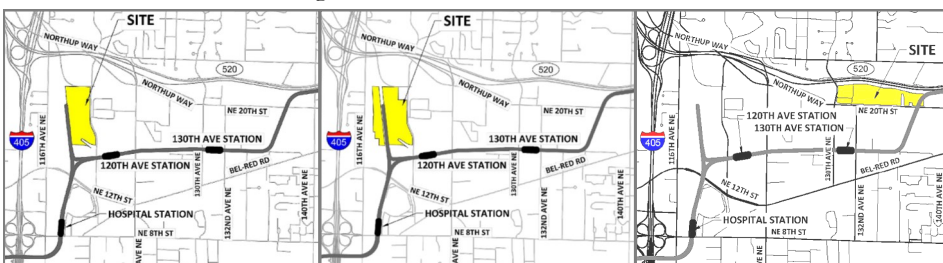 SITE
NORTHUP WAY
520
NORTHUP WAY
NE 20TH ST
116TH AVE NE
405
130TH AVE STATION
120TH AVE STATION
130TH AVE NE
BEL-RED RD
NE 12TH ST
132ND AVE NE
140TH AVE NE
HOSPITAL STATION
NE 8TH ST
AVE NE
SITE
NORTHUP WAY
520
NORTHUP WAY
NE 20TH ST
116TH AVE NE
405
130TH AVE STATION
120TH AVE STATION
130TH AVE NE
BEL-RED RD
NE 12TH ST
132ND AVE NE
140TH AVE NE
HOSPITAL STATION
NE 8TH ST
AVE NE
SITE
NORTHUP WAY
520
NORTHUP WAY
NE 20TH ST
116TH AVE NE
405
120TH AVE STATION
130TH AVE STATION
130TH AVE NE
BEL-RED RD
NE 12TH ST
132ND AVE NE
140TH AVE NE
HOSPITAL STATION
NE 8TH ST
VE NE